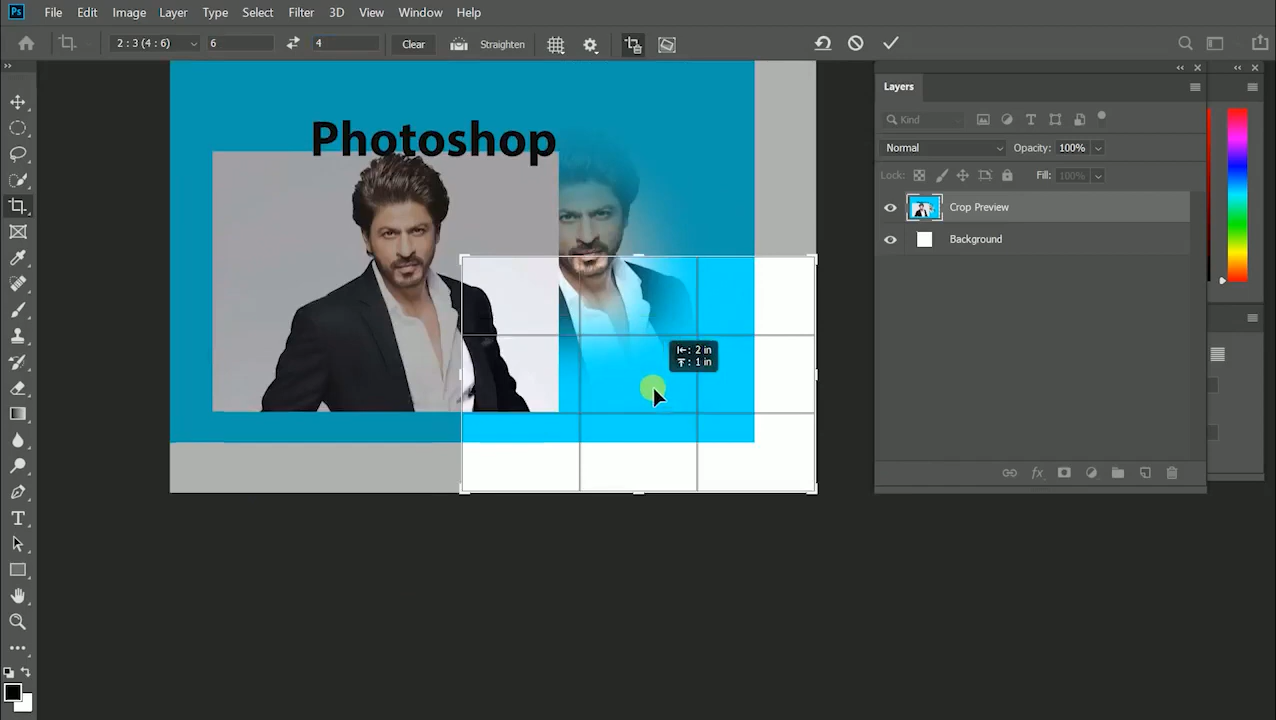 Ps File Edit Image Layer Type Select Filter 3D View Window Help
2 : 3 (4 : 6) 6 4 Clear Straighten
Layers
Kind
Normal Opacity: 100%
Lock: Fill: 100%
Crop Preview
Background
Photoshop
: 2 in
: 1 in